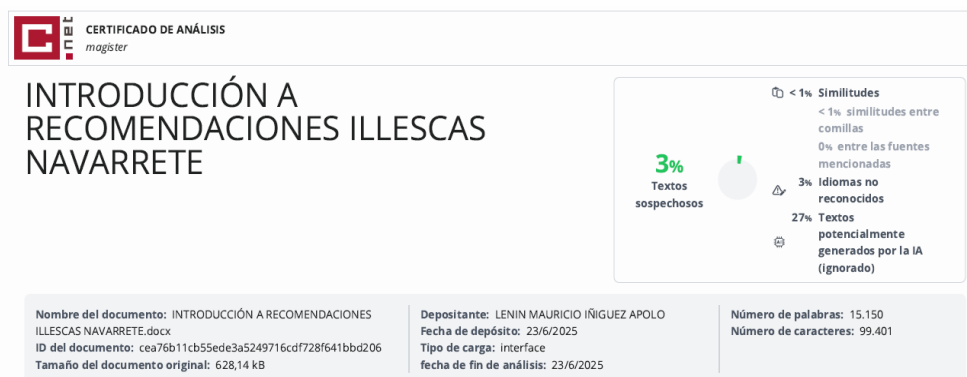 C.net
CERTIFICADO DE ANÁLISIS
magister
INTRODUCCIÓN A
RECOMENDACIONES ILLESCAS
NAVARRETE
3%
Textos
sospechosos
< 1% Similitudes
< 1% similitudes entre
comillas
0% entre las fuentes
mencionadas
3% Idiomas no
reconocidos
27% Textos
potencialmente
generados por la IA
(ignorado)
Nombre del documento: INTRODUCCIÓN A RECOMENDACIONES
ILLESCAS NAVARRETE.docx
ID del documento: cea76b11cb55ede3a5249716cdf728f641bbd206
Tamaño del documento original: 628,14 kB
Depositante: LENIN MAURICIO IÑIGUEZ APOLO
Fecha de depósito: 23/6/2025
Tipo de carga: interface
fecha de fin de análisis: 23/6/2025
Número de palabras: 15.150
Número de caracteres: 99.401